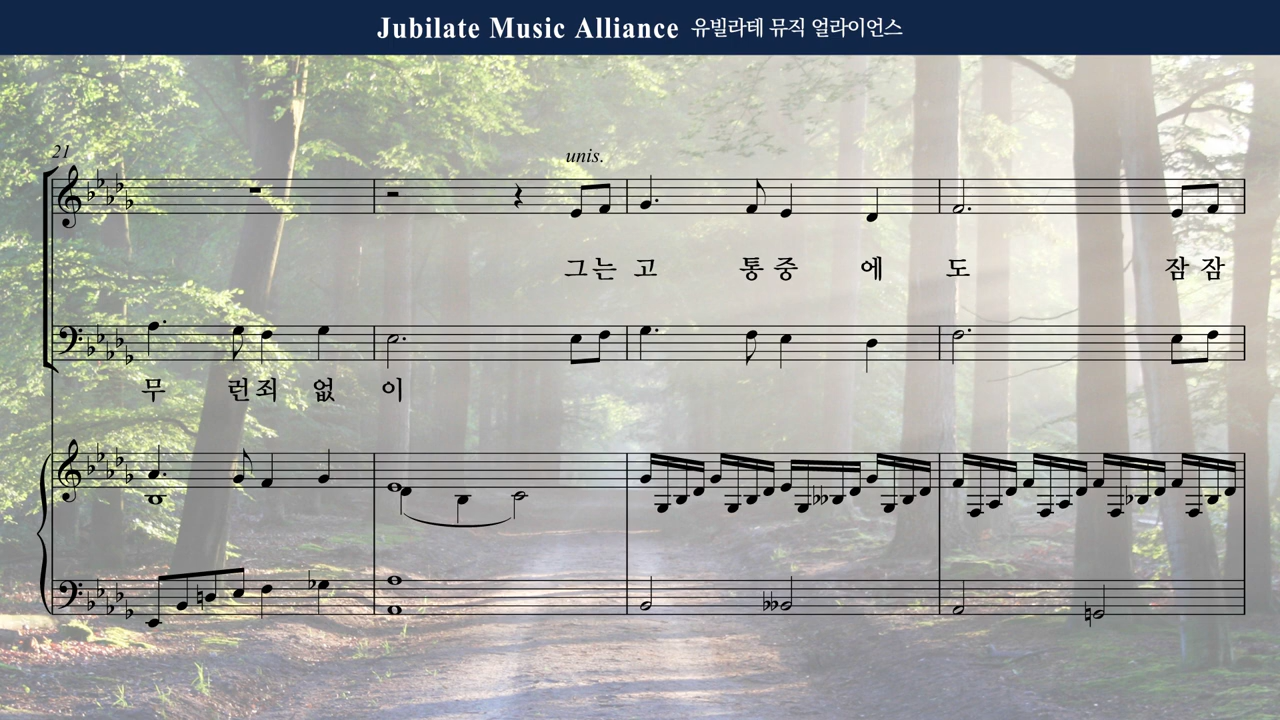 Jubilate Music Alliance 유빌라테 뮤직 얼라이언스
21
unis.
그는 고 통중 에 도 잠잠
무 런죄 없 이